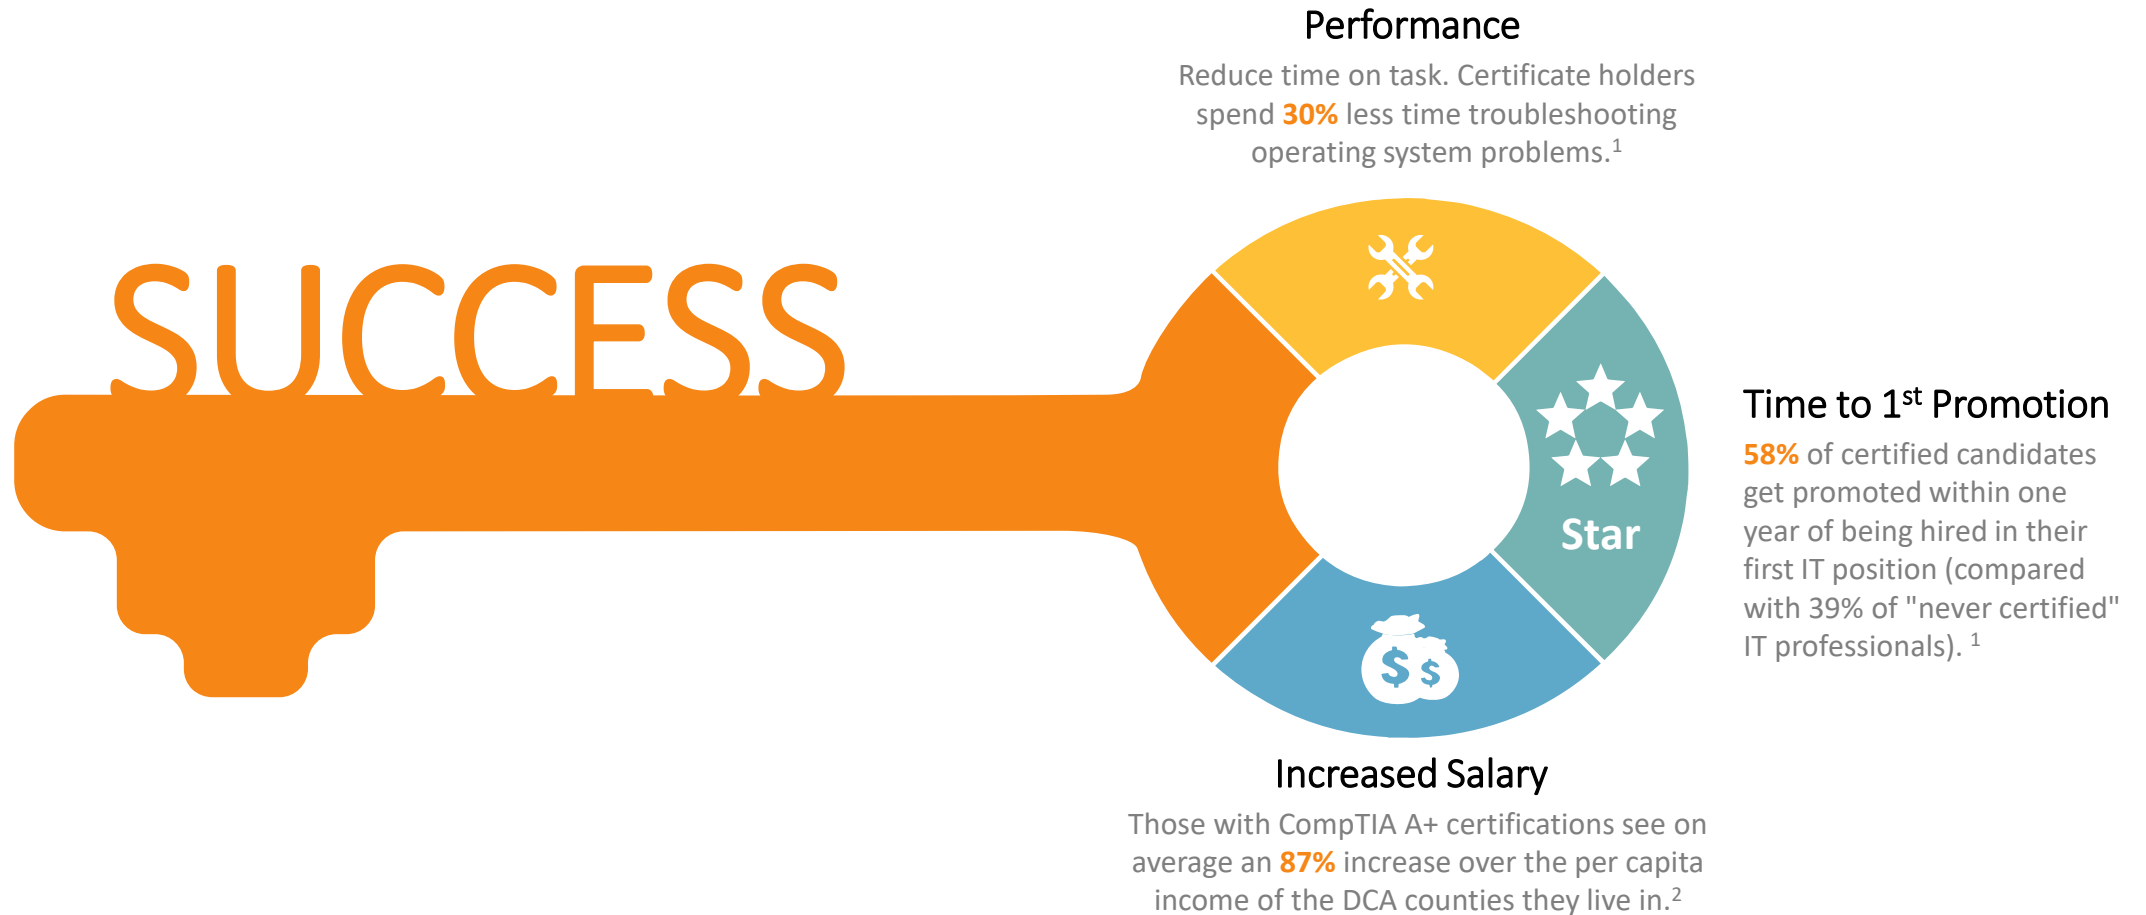 Performance
Reduce time on task. Certificate holders
spend 30% less time troubleshooting
operating system problems.1
SUCCESS
Star
Time to 1st Promotion
58% of certified candidates
get promoted within one
year of being hired in their
first IT position (compared
with 39% of "never certified"
IT professionals). 1
$ $
Increased Salary
Those with CompTIA A+ certifications see on
average an 87% increase over the per capita
income of the DCA counties they live in.2